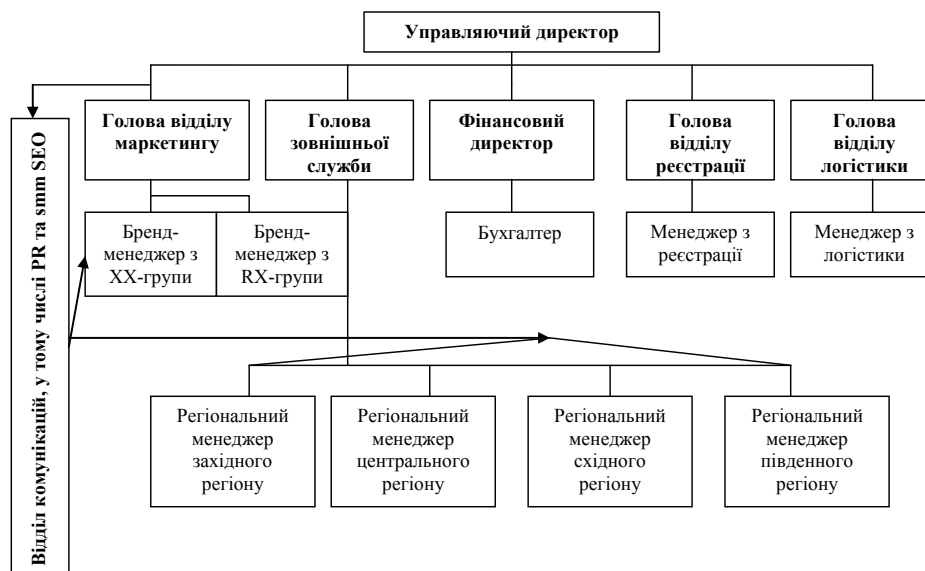 Управляючий директор
Голова відділу
маркетингу
Голова
зовнішньої
служби
Фінансовий
директор
Голова
відділу
реєстрації
Голова
відділу
логістики
Відділ комунікацій, у тому числі PR та smm SEO
Бренд-
менеджер з
ХХ-групи
Бренд-
менеджер з
RX-групи
Бухгалтер
Менеджер з
реєстрації
Менеджер з
логістики
Регіональний
менеджер
західного
регіону
Регіональний
менеджер
центрального
регіону
Регіональний
менеджер
східного
регіону
Регіональний
менеджер
південного
регіону